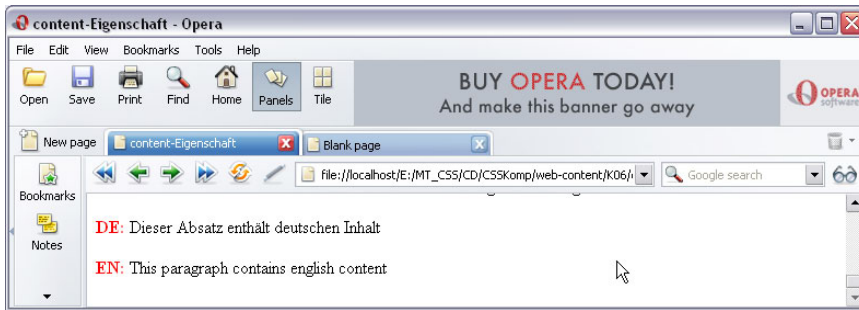 content-Eigenschaft - Opera
File Edit View Bookmarks Tools Help
BUY OPERA TODAY!
And make this banner go away
OPERA
software
Open Save Print Find Home Panels Tile
New page content-Eigenschaft Blank page
file://localhost/E:/MT_CSS/CD/CSSKomp/web-content/K06/ Google search
Bookmarks
Notes
DE: Dieser Absatz enthält deutschen Inhalt
EN: This paragraph contains english content